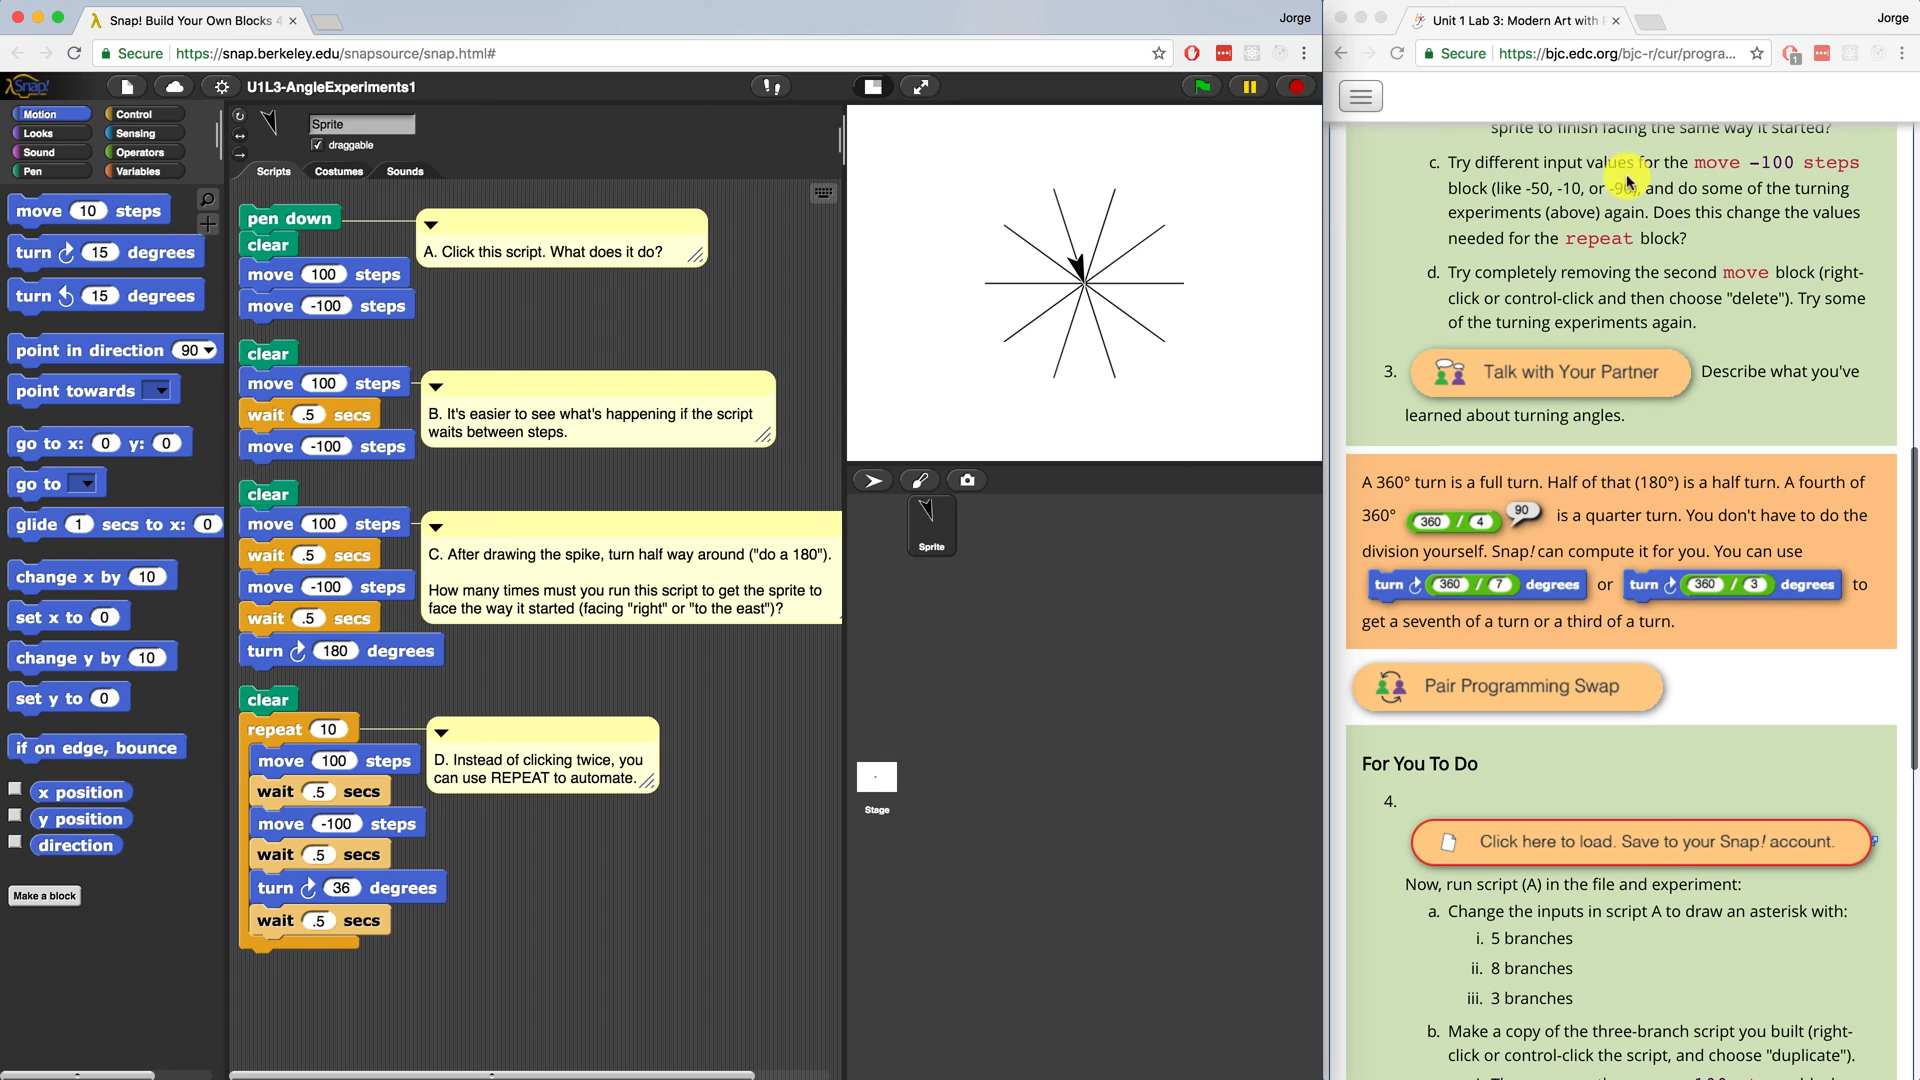 Snap! Build Your Own Blocks 4
Jorge
Secure
https://snap.berkeley.edu/snapsource/snap.html#
Snap!
U1L3-AngleExperiments1
Motion
Control
Looks
Sensing
Sound
Operators
Pen
Variables
Sprite
draggable
Scripts
Costumes
Sounds
move 10 steps
turn 15 degrees
turn 15 degrees
point in direction 90
point towards
go to x: 0 y: 0
go to
glide 1 secs to x: 0
change x by 10
set x to 0
change y by 10
set y to 0
if on edge, bounce
x position
y position
direction
Make a block
pen down
clear
move 100 steps
move -100 steps
A. Click this script. What does it do?
clear
move 100 steps
wait .5 secs
move -100 steps
B. It's easier to see what's happening if the script
waits between steps.
clear
move 100 steps
wait .5 secs
move -100 steps
wait .5 secs
turn 180 degrees
C. After drawing the spike, turn half way around ("do a 180").
How many times must you run this script to get the sprite to
face the way it started (facing "right" or "to the east")?
clear
repeat 10
move 100 steps
wait .5 secs
move -100 steps
wait .5 secs
turn 36 degrees
wait .5 secs
D. Instead of clicking twice, you
can use REPEAT to automate.
Sprite
Stage
Unit 1 Lab 3: Modern Art with
Jorge
Secure
https://bjc.edc.org/bjc-r/cur/progra...
1
sprite to finish facing the same way it started?
c. Try different input values for the move -100 steps
block (like -50, -10, or -90), and do some of the turning
experiments (above) again. Does this change the values
needed for the repeat block?
d. Try completely removing the second move block (right-
click or control-click and then choose "delete"). Try some
of the turning experiments again.
3. Talk with Your Partner Describe what you've
learned about turning angles.
A 360° turn is a full turn. Half of that (180°) is a half turn. A fourth of
360° 360 / 4 90 is a quarter turn. You don't have to do the
division yourself. Snap! can compute it for you. You can use
turn 360 / 7 degrees or turn 360 / 3 degrees to
get a seventh of a turn or a third of a turn.
Pair Programming Swap
For You To Do
4.
Click here to load. Save to your Snap! account.
Now, run script (A) in the file and experiment:
a. Change the inputs in script A to draw an asterisk with:
i. 5 branches
ii. 8 branches
iii. 3 branches
b. Make a copy of the three-branch script you built (right-
click or control-click the script, and choose "duplicate").